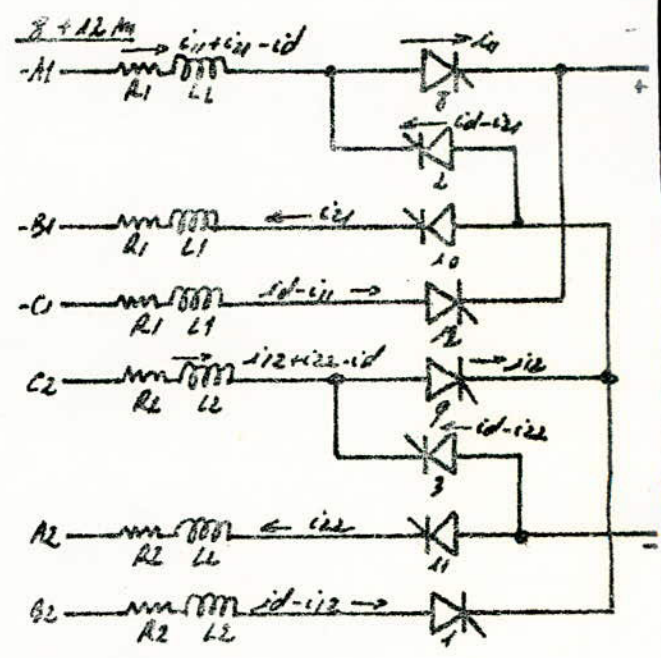 8 + 12 Au
i11+i21-id
i11
-A1
R1 L1
8
+
id-i21
2
i21
-B1
R1 L1
10
id-i11
-C1
R1 L1
12
i12+i22-id
i12
C2
R2 L2
9
id-i22
3
i22
A2
R2 L2
11
-
id-i12
B2
R2 L2
1